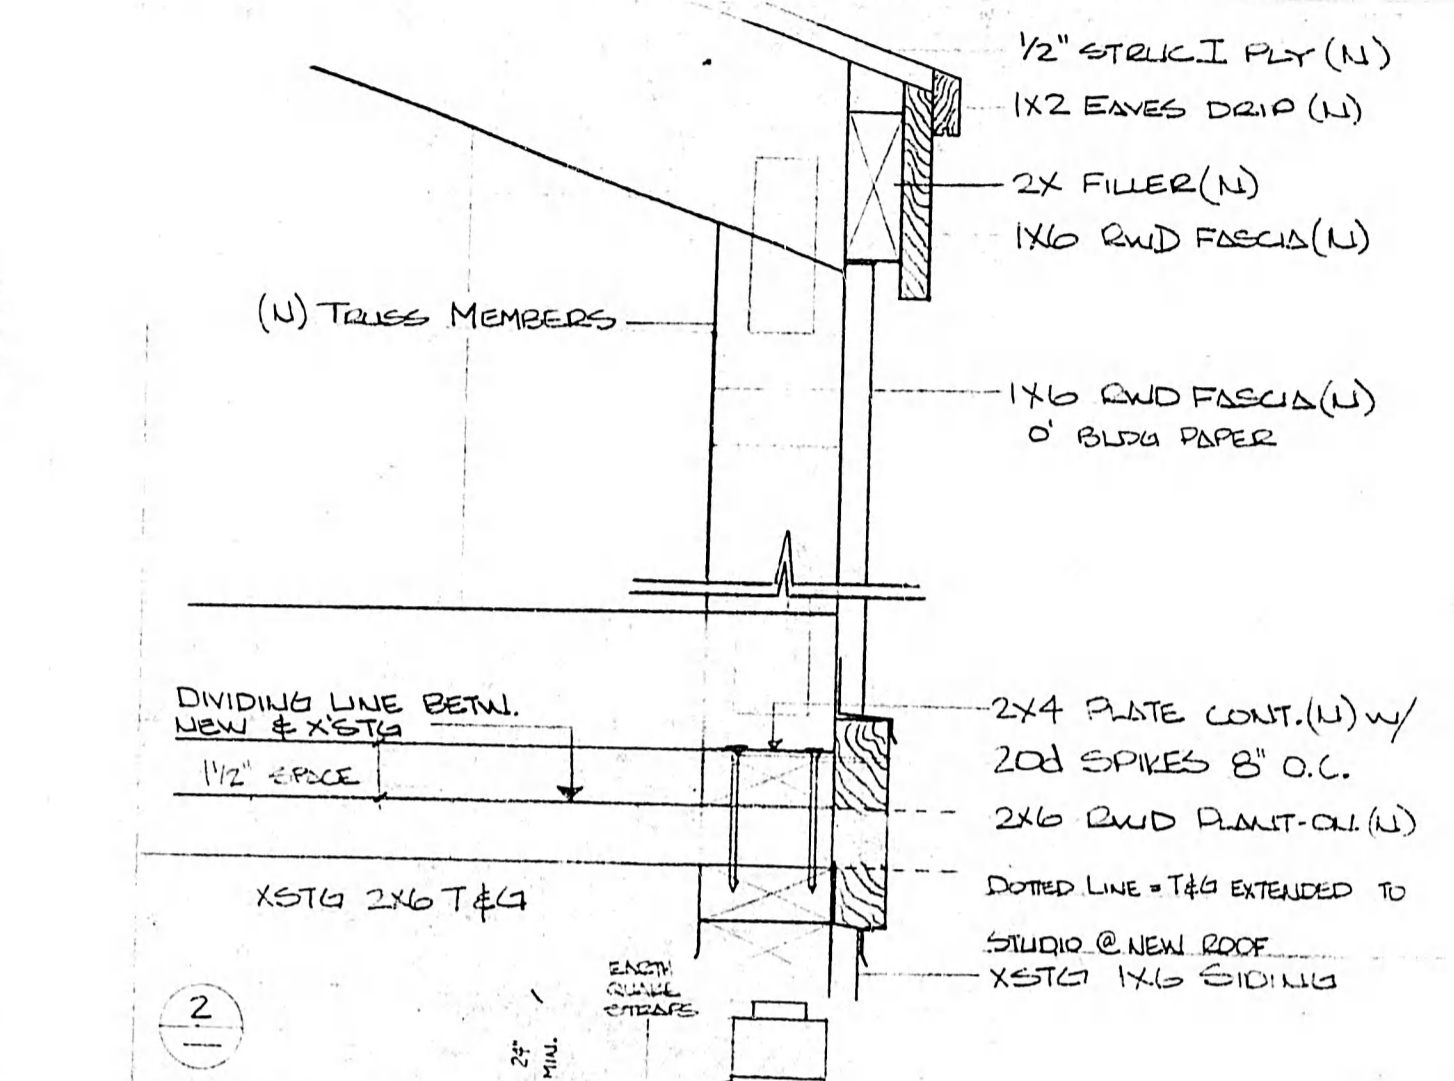 1/2" STRUC I PLY (N)
1X2 EAVES DRIP (N)
2X FILLER (N)
1X6 RWD FASCIA (N)
(N) TRUSS MEMBERS
1X6 RWD FASCIA (N)
O' BLDG PAPER
DIVIDING LINE BETW.
NEW & X'STG
1 1/2" SPACE
2X4 PLATE CONT. (N) W/
20d SPIKES 8" O.C.
2X6 RWD PLANT-ON. (N)
DOTTED LINE = T&G EXTENDED TO
STUDIO @ NEW ROOF
XSTG 1X6 SIDING
XSTG 2X6 T&G
EARTH
QUAKE
STRAPS
24"
MIN.
2